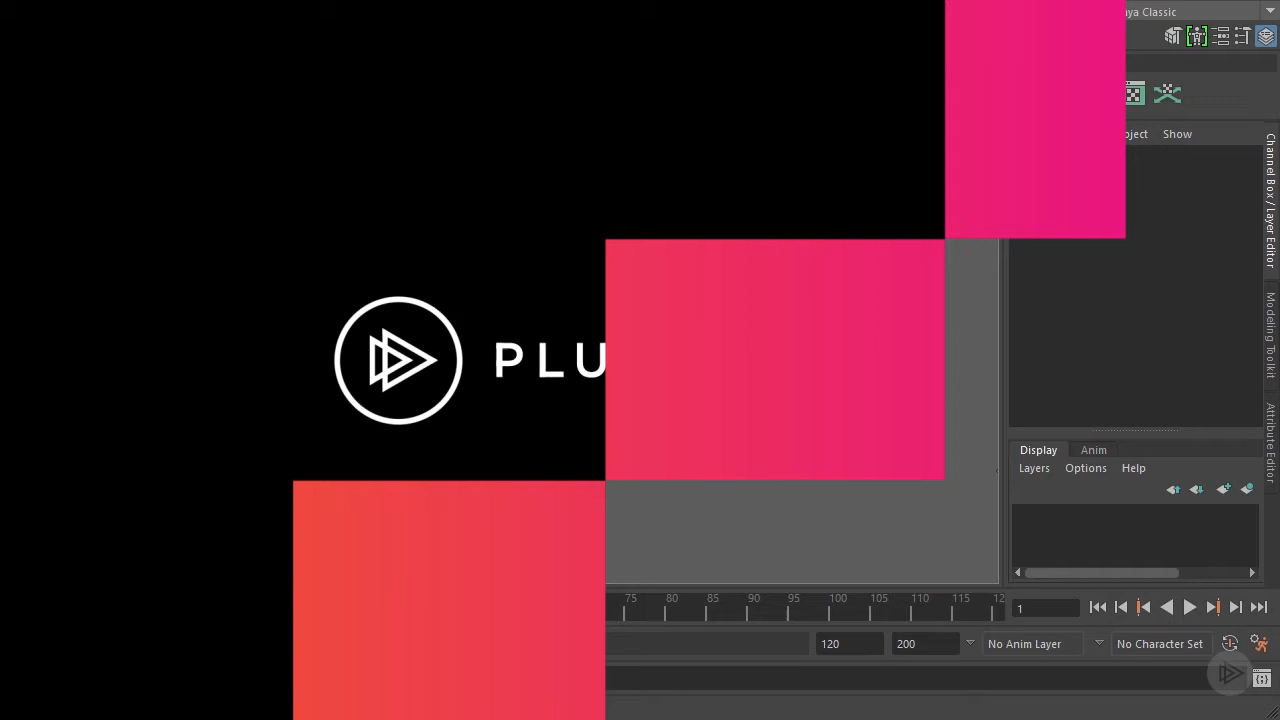 aya Classic
oject Show
Channel Box / Layer Editor
Modeling Toolkit
Attribute Editor
PLU
Display Anim
Layers Options Help
75 80 85 90 95 100 105 110 115 12
1
120 200 No Anim Layer No Character Set